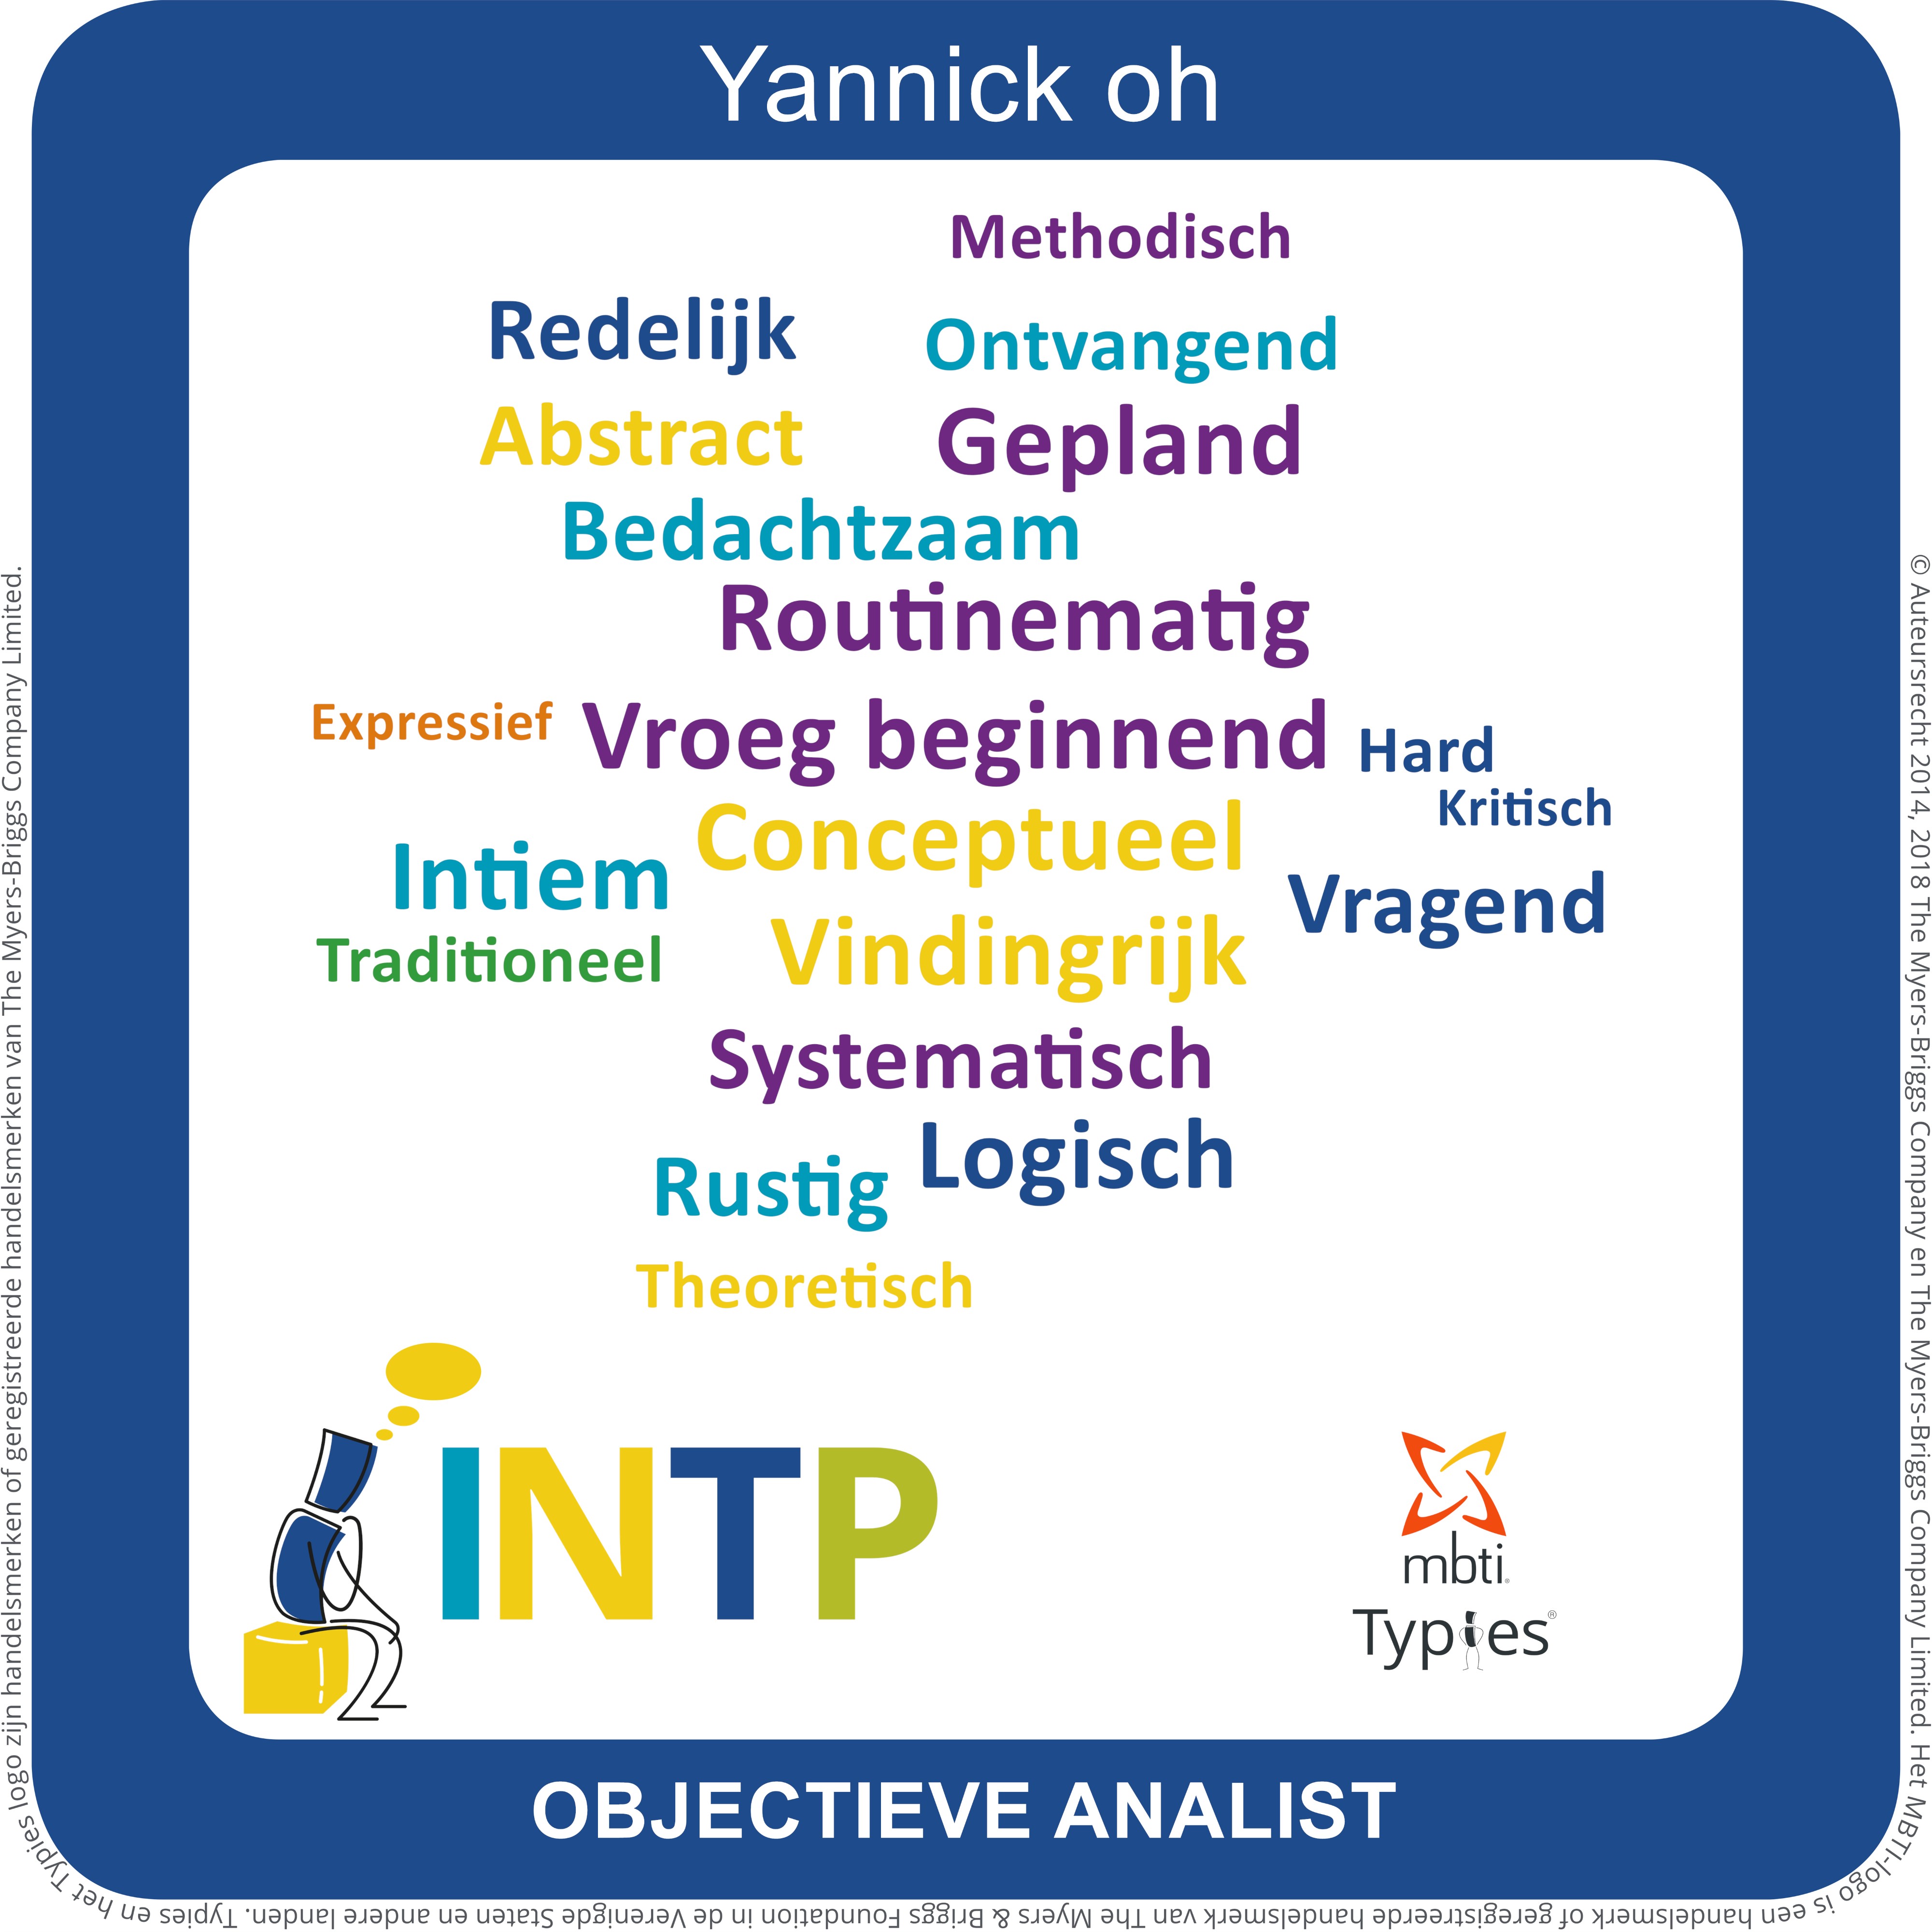 Yannick oh
Methodisch
Redelijk
Ontvangend
Abstract
Gepland
Bedachtzaam
Routinematig
Expressief
Vroeg beginnend
Hard
Kritisch
Conceptueel
Intiem
Vragend
Traditioneel
Vindingrijk
Systematisch
Logisch
Rustig
Theoretisch
INTP
mbti®
Typies®
OBJECTIEVE ANALIST
© Auteursrecht 2014, 2018 The Myers-Briggs Company en The Myers-Briggs Company Limited. Het MBTI-logo is een handelsmerk of geregistreerde handelsmerk van The Myers & Briggs Foundation in de Verenigde Staten en andere landen. Typies en het Typies logo zijn handelsmerken of geregistreerde handelsmerken van The Myers-Briggs Company Limited.